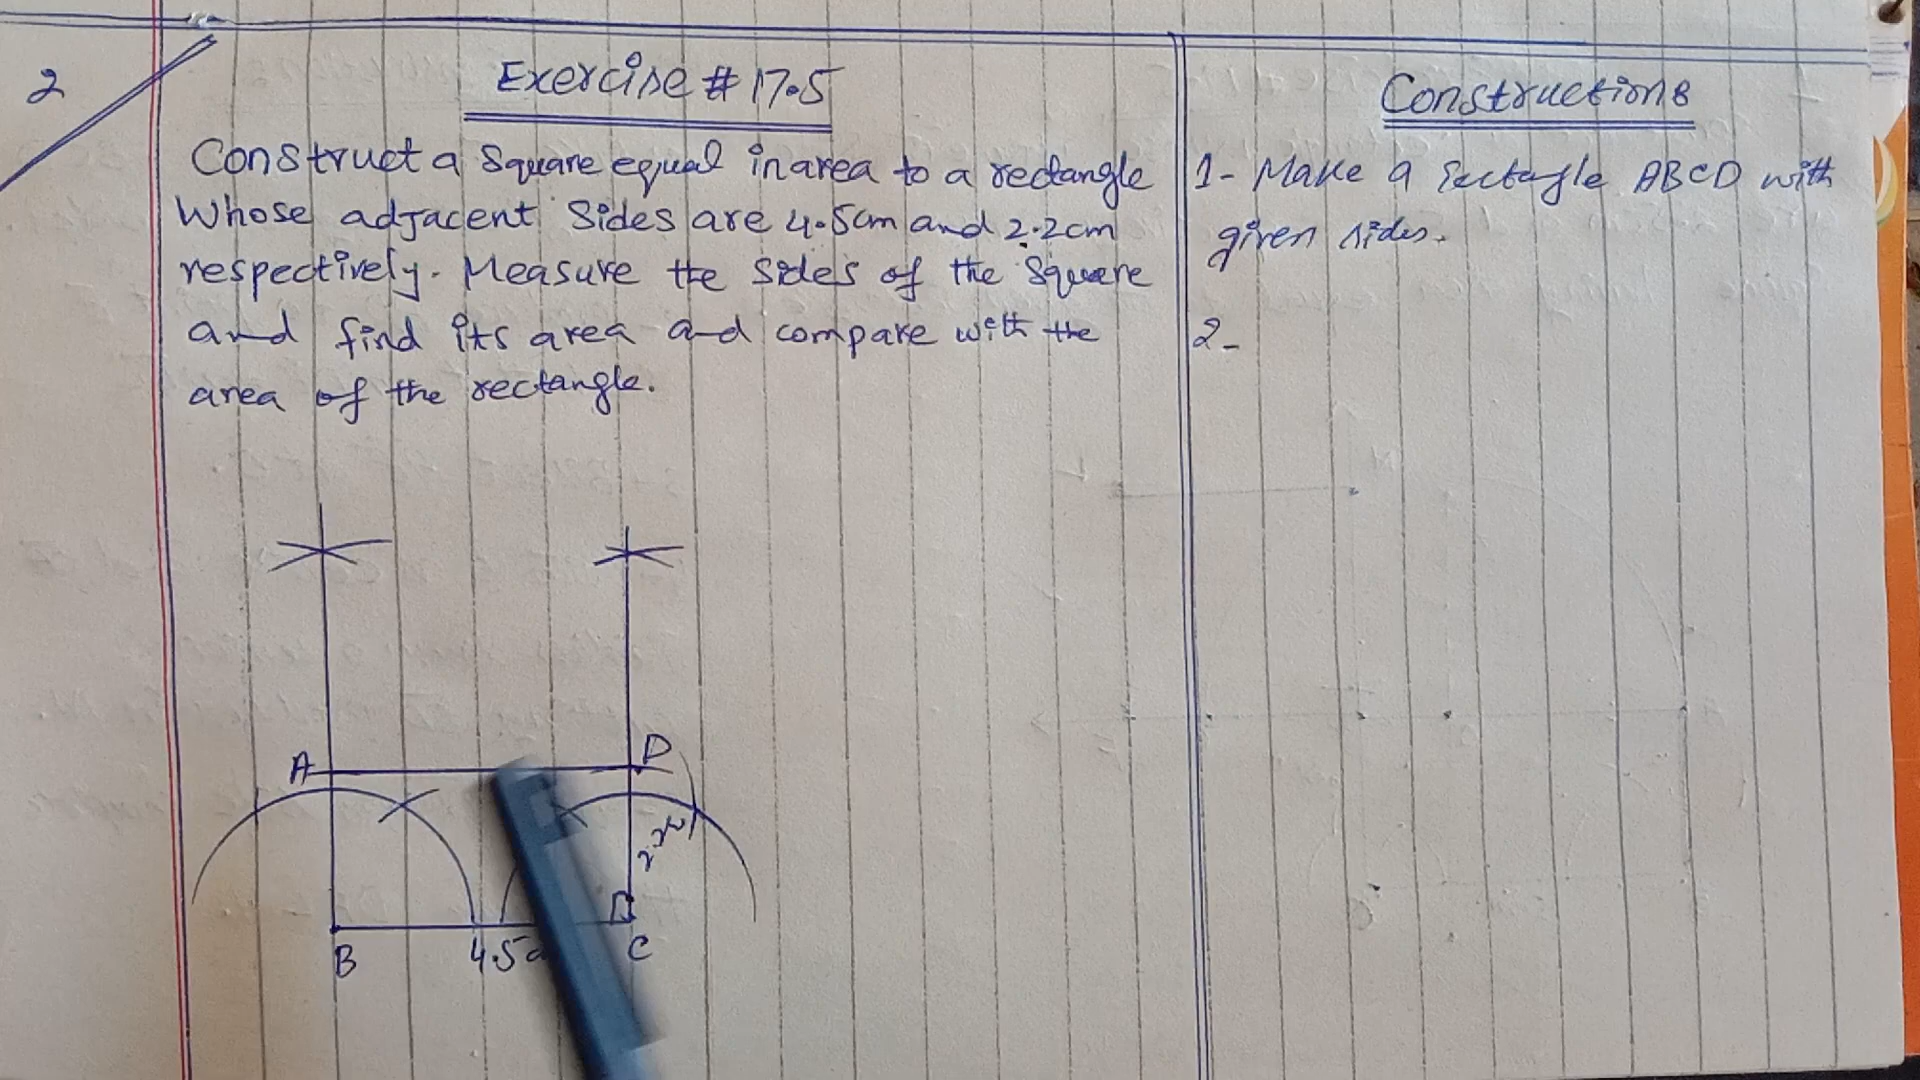 2
Exercise # 17.5
Construct a Square equal in area to a rectangle
Whose adjacent Sides are 4.5cm and 2.2cm
respectively. Measure the sides of the square
and find its area and compare with the
area of the rectangle.
Constructions
1- Make a rectangle ABCD with
given sides.
2-
A
D
B
4.5
C